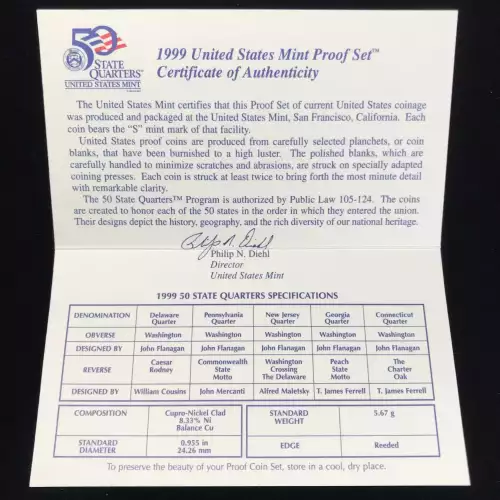 50
STATE
QUARTERS
UNITED STATES MINT
1999 United States Mint Proof Set™
Certificate of Authenticity
The United States Mint certifies that this Proof Set of current United States coinage
was produced and packaged at the United States Mint, San Francisco, California. Each
coin bears the "S" mint mark of that facility.
United States proof coins are produced from carefully selected planchets, or coin
blanks, that have been burnished to a high luster. The polished blanks, which are
carefully handled to minimize scratches and abrasions, are struck on specially adapted
coining presses. Each coin is struck at least twice to bring forth the most minute detail
with remarkable clarity.
The 50 State Quarters™ Program is authorized by Public Law 105-124. The coins
are created to honor each of the 50 states in the order in which they entered the union.
Their designs depict the history, geography, and the rich diversity of our national heritage.
Philip N. Diehl
Philip N. Diehl
Director
United States Mint
1999 50 STATE QUARTERS SPECIFICATIONS
DENOMINATION Delaware Quarter Pennsylvania Quarter New Jersey Quarter Georgia Quarter Connecticut Quarter
OBVERSE Washington Washington Washington Washington Washington
DESIGNED BY John Flanagan John Flanagan John Flanagan John Flanagan John Flanagan
REVERSE Caesar Rodney Commonwealth State Motto Washington Crossing The Delaware Peach State Motto The Charter Oak
DESIGNED BY William Cousins John Mercanti Alfred Maletsky T. James Ferrell T. James Ferrell
COMPOSITION Cupro-Nickel Clad 8.33% Ni Balance Cu STANDARD WEIGHT 5.67 g
STANDARD DIAMETER 0.955 in 24.26 mm EDGE Reeded
To preserve the beauty of your Proof Coin Set, store in a cool, dry place.